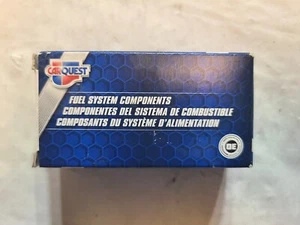 CARQUEST
FUEL SYSTEM COMPONENTS
COMPONENTES DEL SISTEMA DE COMBUSTIBLE
COMPOSANTS DU SYSTÈME D'ALIMENTATION
OE